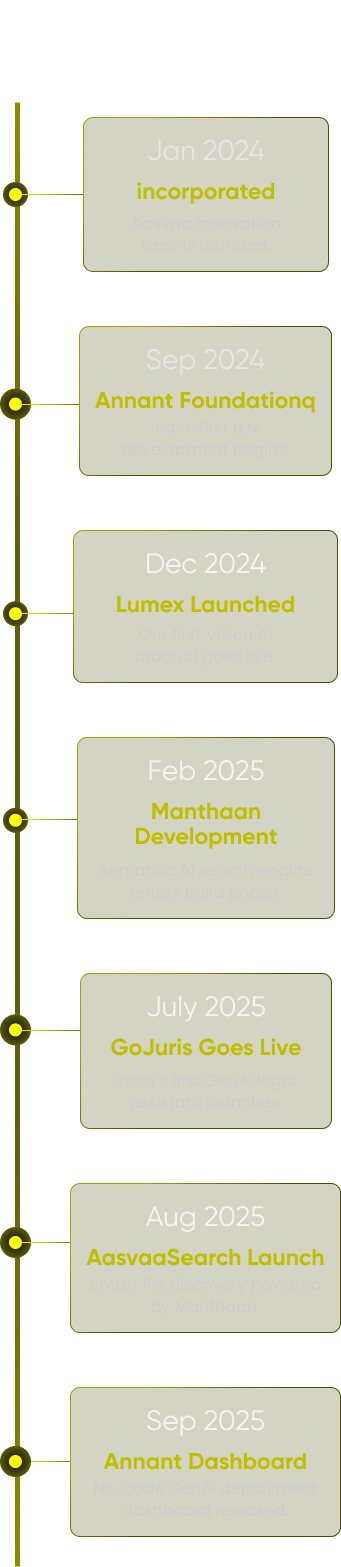 Jan 2024
incorporated
Aasvap Innovation
Labs is founded.
Sep 2024
Annant Foundationq
India, first LLM
development begins.
Dec 2024
Lumex Launched
Our first Vision AI
product goes live.
Feb 2025
Manthaan
Development
Semantic AI search engine
enters build phase.
July 2025
GoJuris Goes Live
India's first GenAI legal
assistant launches.
Aug 2025
AasvaaSearch Launch
Smart file discovery powered
by Manthaan.
Sep 2025
Annant Dashboard
No-code GenAI deployment
dashboard released.